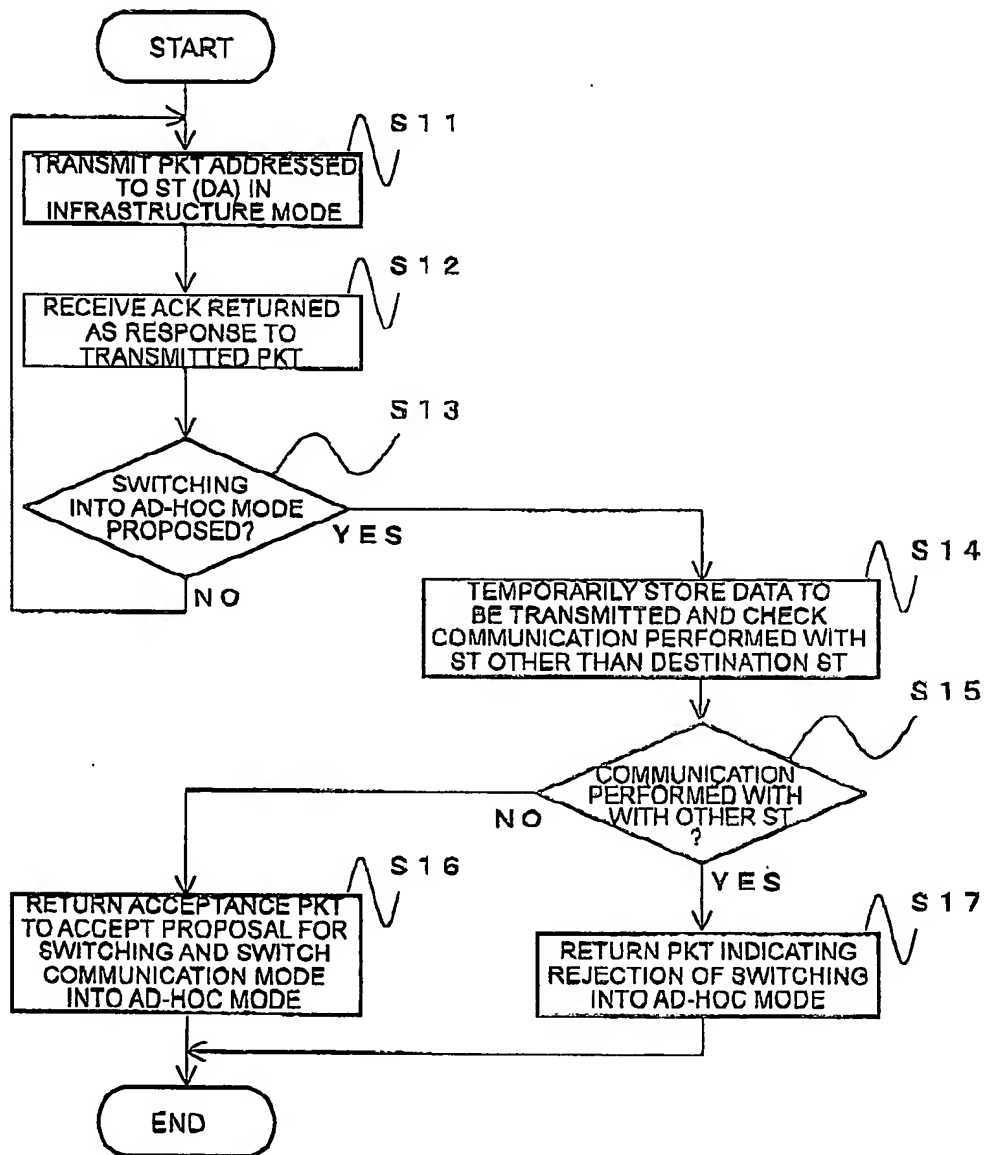 START
S11
TRANSMIT PKT ADDRESSED
TO ST (DA) IN
INFRASTRUCTURE MODE
S12
RECEIVE ACK RETURNED
AS RESPONSE TO
TRANSMITTED PKT
S13
SWITCHING
INTO AD-HOC MODE
PROPOSED?
YES
NO
S14
TEMPORARILY STORE DATA TO
BE TRANSMITTED AND CHECK
COMMUNICATION PERFORMED WITH
ST OTHER THAN DESTINATION ST
S15
COMMUNICATION
PERFORMED WITH
WITH OTHER ST
?
NO
YES
S16
RETURN ACCEPTANCE PKT
TO ACCEPT PROPOSAL FOR
SWITCHING AND SWITCH
COMMUNICATION MODE
INTO AD-HOC MODE
S17
RETURN PKT INDICATING
REJECTION OF SWITCHING
INTO AD-HOC MODE
END